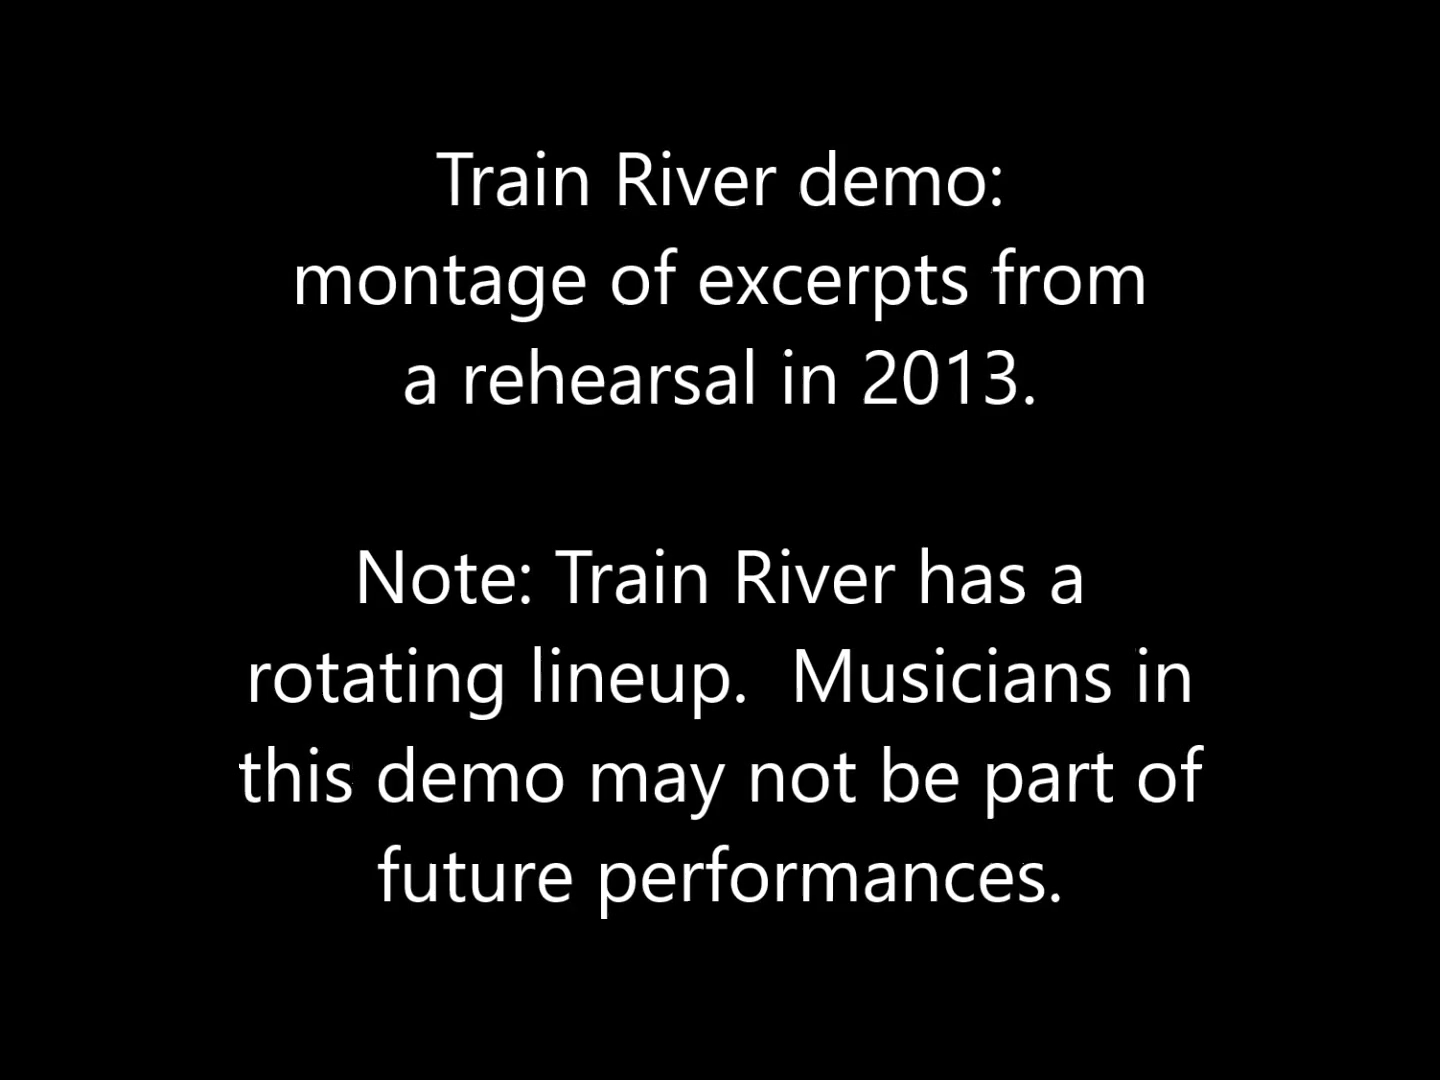 Train River demo:
montage of excerpts from
a rehearsal in 2013.
Note: Train River has a
rotating lineup.  Musicians in
this demo may not be part of
future performances.